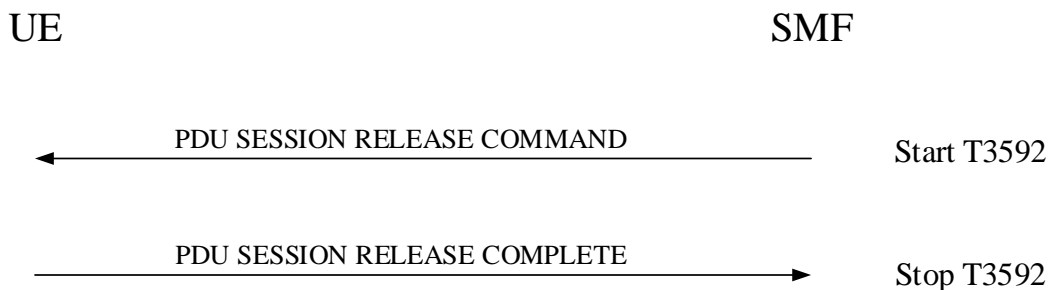 UE
SMF
PDU SESSION RELEASE COMMAND
Start T3592
PDU SESSION RELEASE COMPLETE
Stop T3592